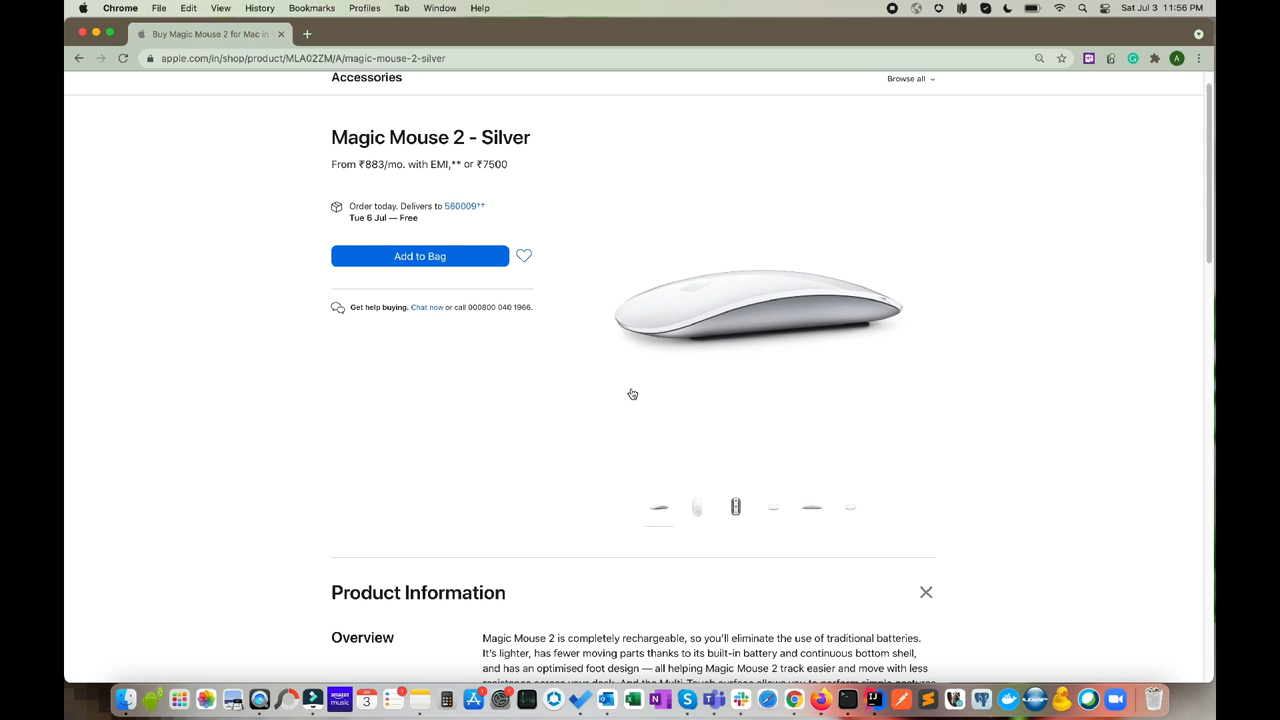 Chrome File Edit View History Bookmarks Profiles Tab Window Help Sat Jul 3 11:56 PM
Buy Magic Mouse 2 for Mac in
apple.com/in/shop/product/MLA02ZM/A/magic-mouse-2-silver A
Accessories
Browse all
Magic Mouse 2 - Silver
From ₹883/mo. with EMI,** or ₹7500
Order today. Delivers to 560009††
Tue 6 Jul — Free
Add to Bag
Get help buying. Chat now or call 000800 040 1966.
Product Information
Overview
Magic Mouse 2 is completely rechargeable, so you'll eliminate the use of traditional batteries.
It's lighter, has fewer moving parts thanks to its built-in battery and continuous bottom shell,
and has an optimised foot design — all helping Magic Mouse 2 track easier and move with less